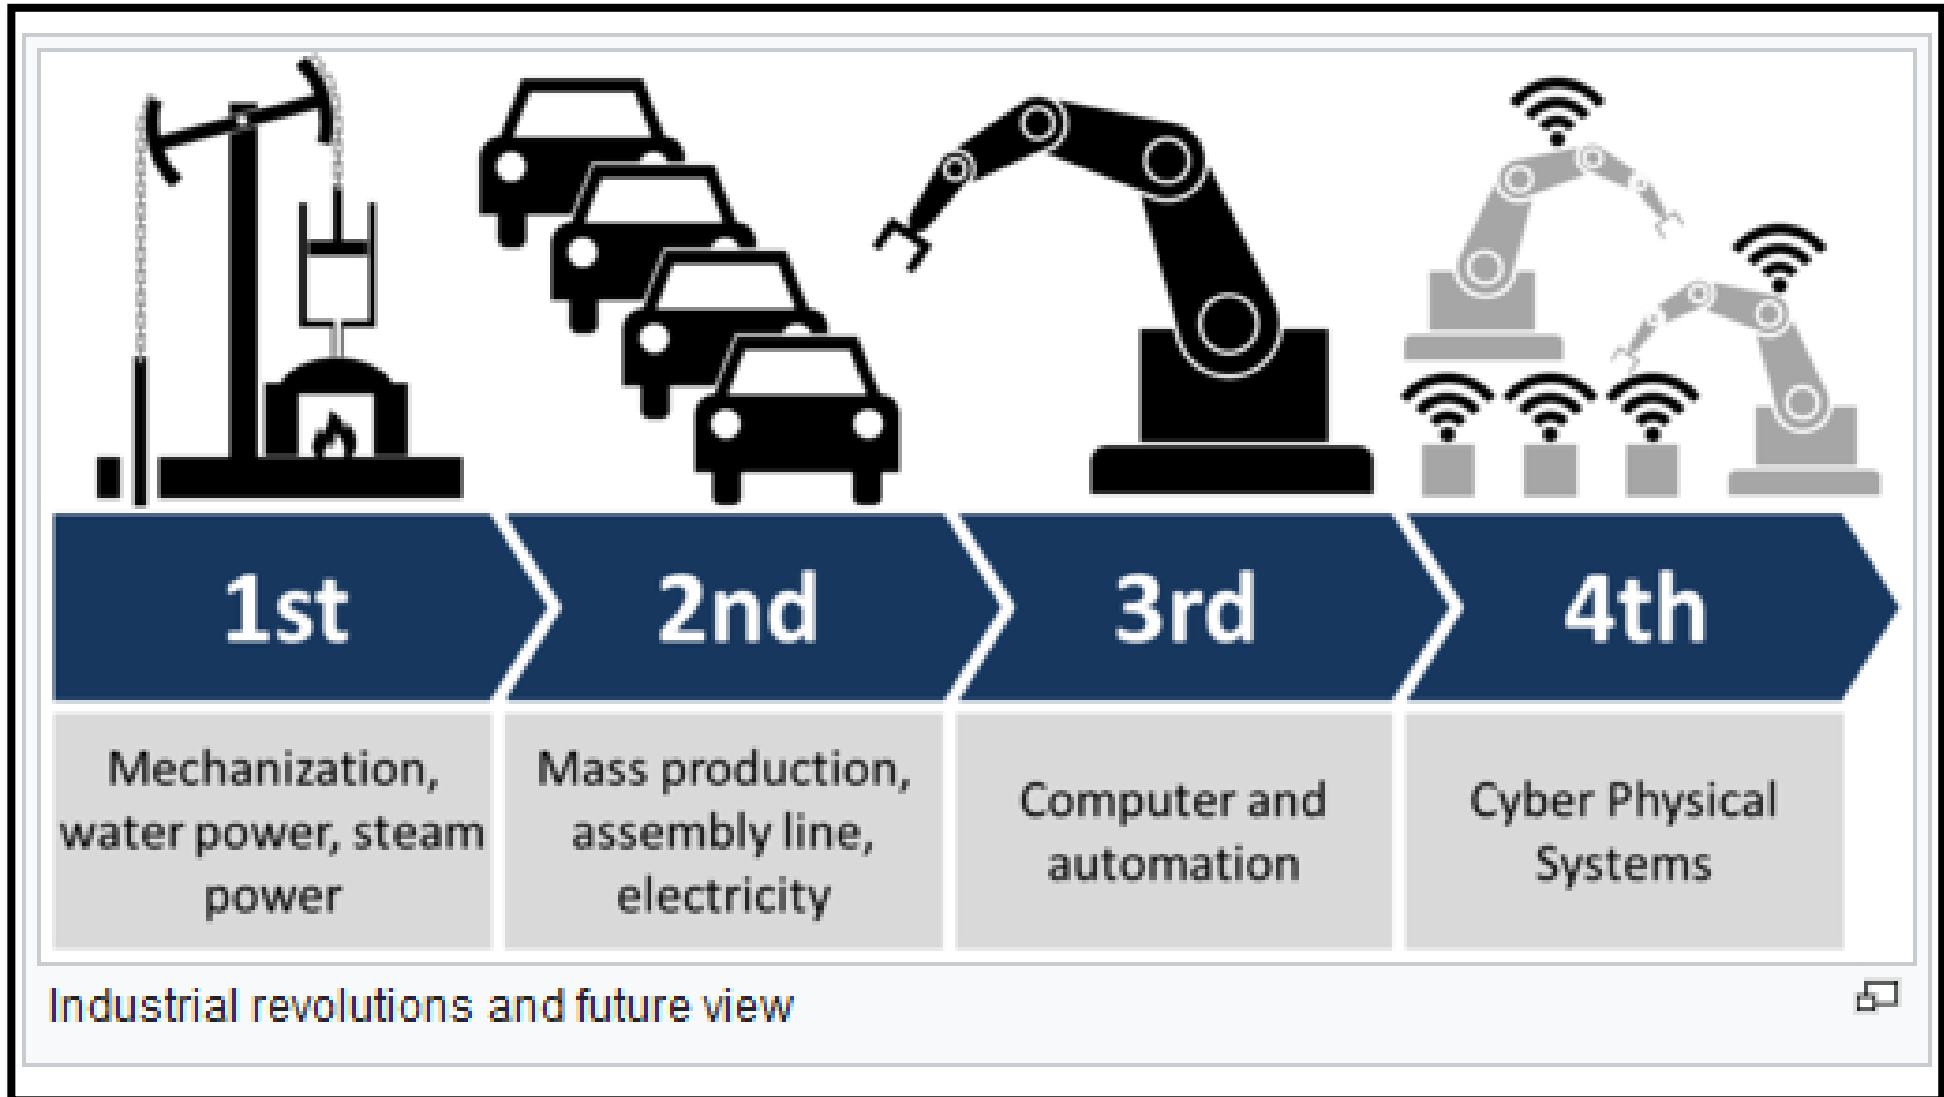 1st
2nd
3rd
4th
Mechanization,
water power, steam
power
Mass production,
assembly line,
electricity
Computer and
automation
Cyber Physical
Systems
Industrial revolutions and future view